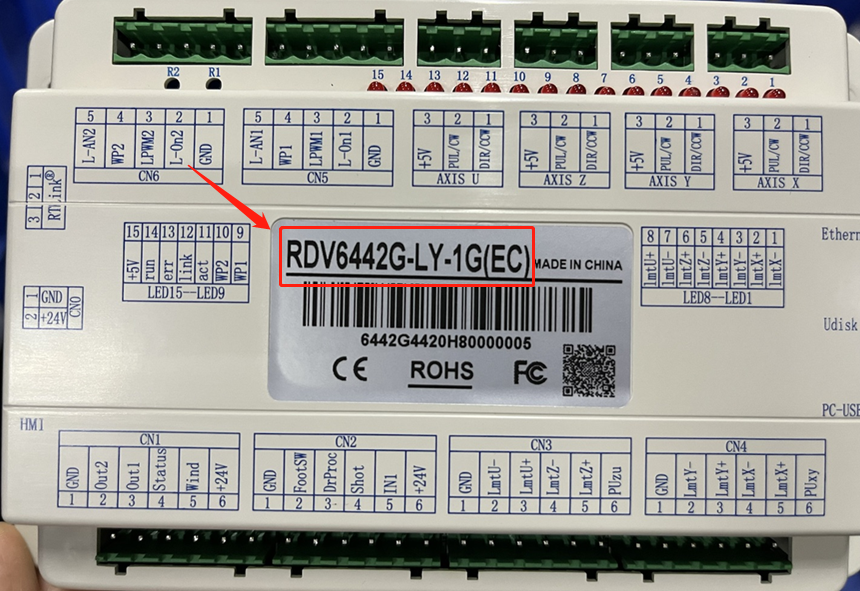 R2 R1
15 14 13 12 11 10 9 8 7 6 5 4 3 2 1
5 4 3 2 1
L-AN2 WP2 LPWM2 L-On2 GND
CN6
5 4 3 2 1
L-AN1 WP1 LPWM1 L-On1 GND
CN5
3 2 1
+5V PUL/CW DIR/CCW
AXIS U
3 2 1
+5V PUL/CW DIR/CCW
AXIS Z
3 2 1
+5V PUL/CW DIR/CCW
AXIS Y
3 2 1
+5V PUL/CW DIR/CCW
AXIS X
3 2 1
RTLink®
15 14 13 12 11 10 9
+5V run err link act WP2 WP1
LED15--LED9
RDV6442G-LY-1G(EC) MADE IN CHINA
6442G4420H80000005
CE ROHS FC
8 7 6 5 4 3 2 1
lmtU+ lmtU- lmtZ+ lmtZ- lmtY+ lmtY- lmtX+ lmtX-
LED8--LED1
Ethern
Udisk
PC-USB
1 GND
2 +24V
CN0
HMI
CN1
GND Out2 Out1 Status Wind +24V
1 2 3 4 5 6
CN2
GND FootSW DrProc Shot IN1 +24V
1 2 3 4 5 6
CN3
GND LmtU- LmtU+ LmtZ- LmtZ+ PUzu
1 2 3 4 5 6
CN4
GND LmtY- LmtY+ LmtX- LmtX+ PUxy
1 2 3 4 5 6